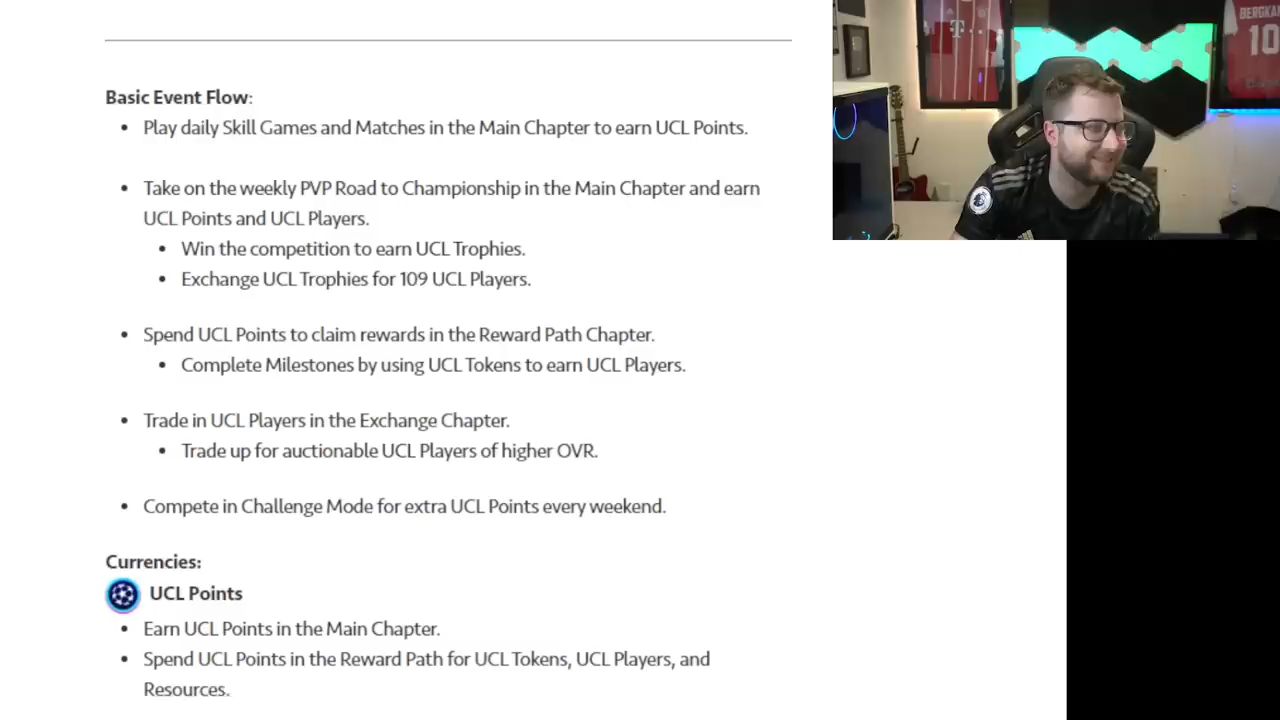 BERGKA
10
Basic Event Flow:
• Play daily Skill Games and Matches in the Main Chapter to earn UCL Points.
• Take on the weekly PVP Road to Championship in the Main Chapter and earn
UCL Points and UCL Players.
• Win the competition to earn UCL Trophies.
• Exchange UCL Trophies for 109 UCL Players.
• Spend UCL Points to claim rewards in the Reward Path Chapter.
• Complete Milestones by using UCL Tokens to earn UCL Players.
• Trade in UCL Players in the Exchange Chapter.
• Trade up for auctionable UCL Players of higher OVR.
• Compete in Challenge Mode for extra UCL Points every weekend.
Currencies:
UCL Points
• Earn UCL Points in the Main Chapter.
• Spend UCL Points in the Reward Path for UCL Tokens, UCL Players, and
Resources.